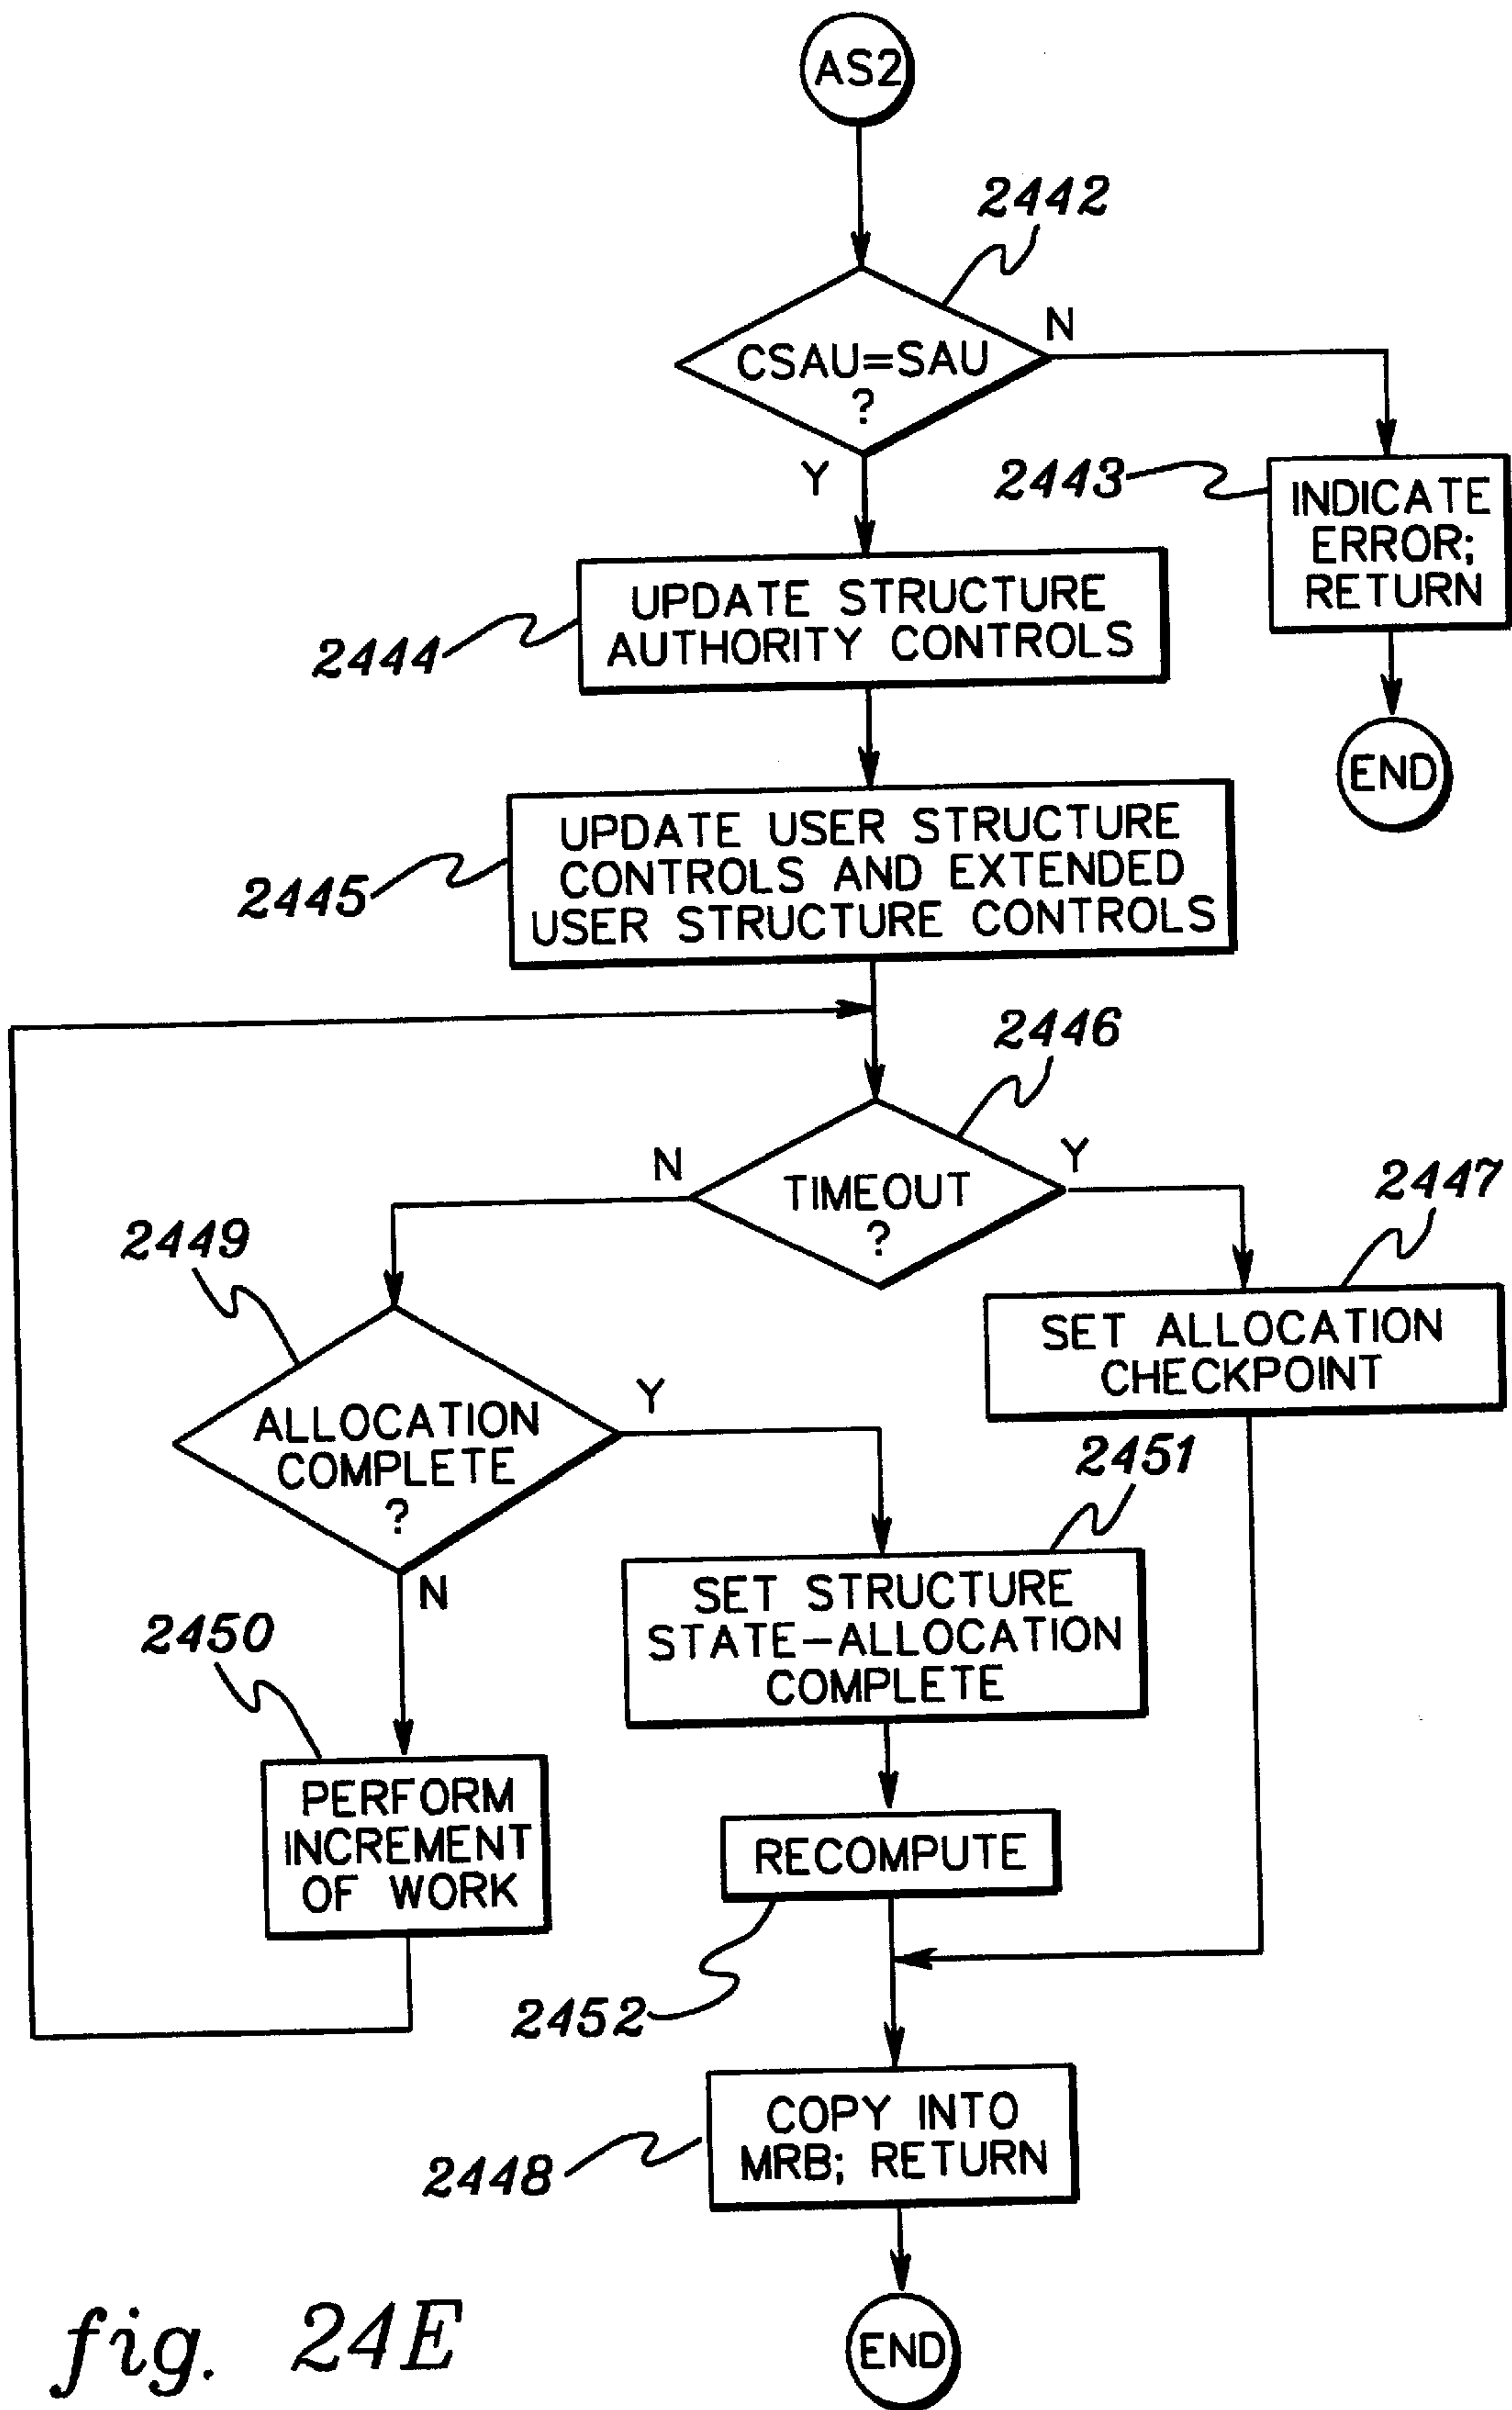 AS2
2442
CSAU=SAU
?
N
Y
2443
INDICATE
ERROR;
RETURN
END
2444
UPDATE STRUCTURE
AUTHORITY CONTROLS
2445
UPDATE USER STRUCTURE
CONTROLS AND EXTENDED
USER STRUCTURE CONTROLS
2446
N
TIMEOUT
?
Y
2447
SET ALLOCATION
CHECKPOINT
2449
ALLOCATION
COMPLETE
?
Y
N
2451
SET STRUCTURE
STATE-ALLOCATION
COMPLETE
2450
PERFORM
INCREMENT
OF WORK
RECOMPUTE
2452
COPY INTO
MRB; RETURN
2448
END
fig. 24E